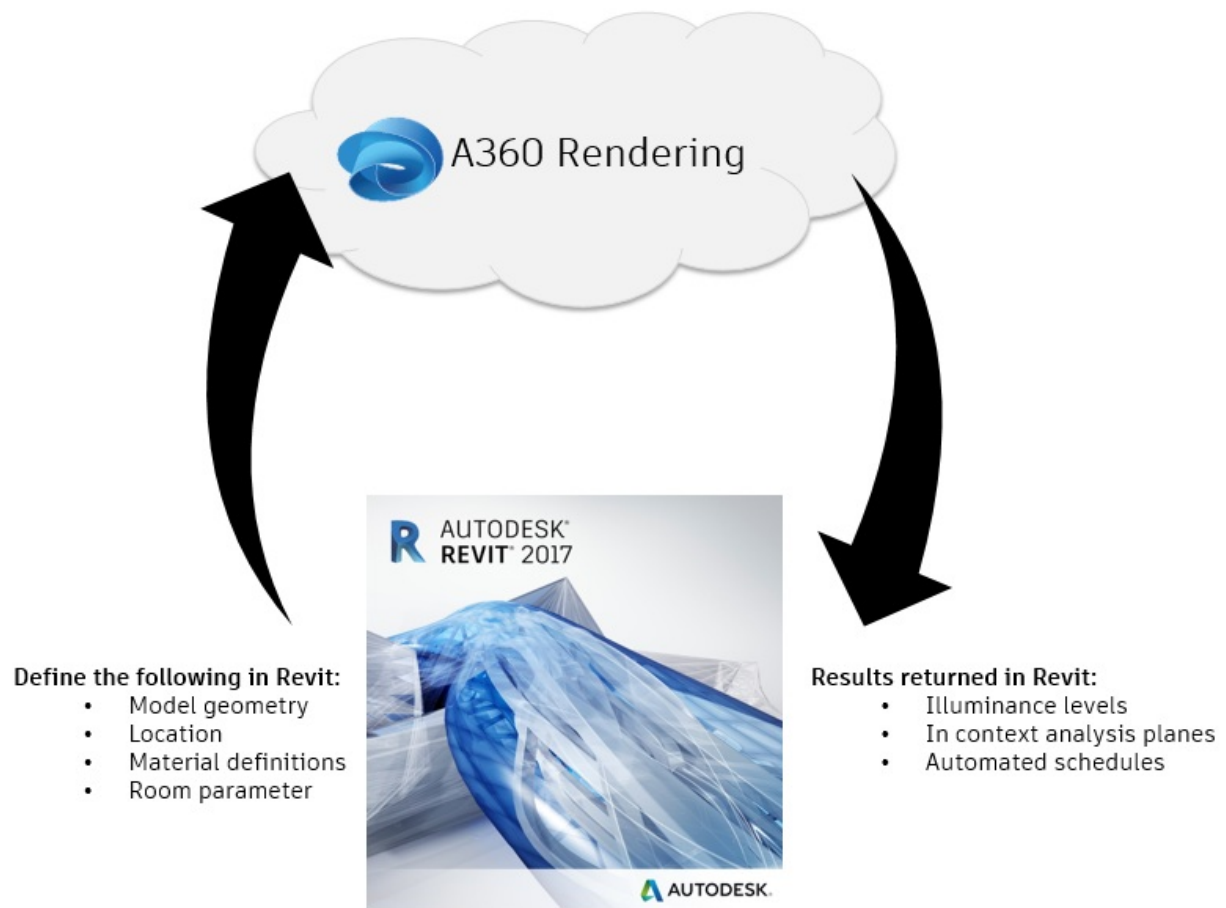 A360 Rendering
AUTODESK®
REVIT® 2017
Define the following in Revit:
• Model geometry
• Location
• Material definitions
• Room parameter
Results returned in Revit:
• Illuminance levels
• In context analysis planes
• Automated schedules
AUTODESK.